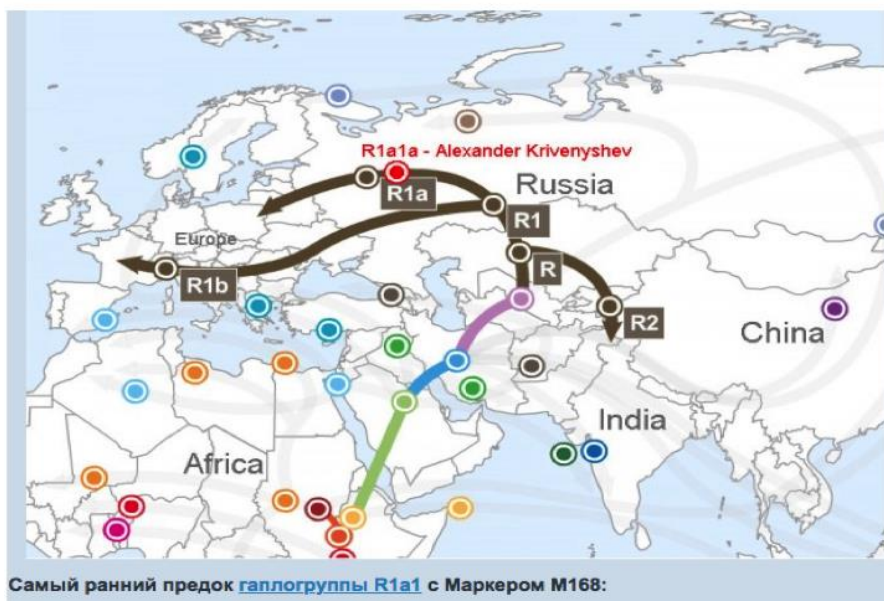 R1a1a - Alexander Krivenyshev
R1a
Russia
R1
Europe
R
R1b
R2
China
India
Africa
Самый ранний предок гаплогруппы R1a1 с Маркером M168: